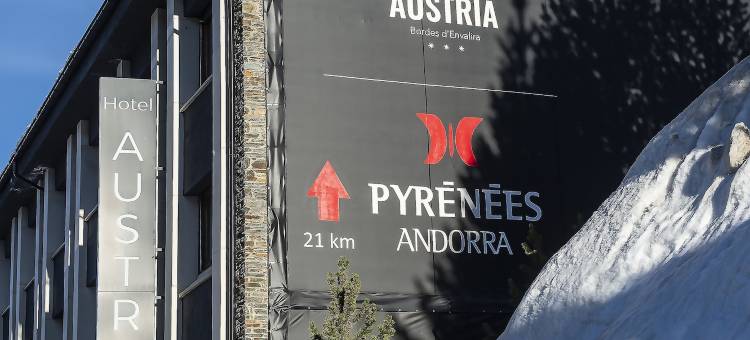 Hotel
AUSTR
AUSTRIA
Bordes d'Envalira
* * *
PYRĒNĒES
ANDORRA
21 km